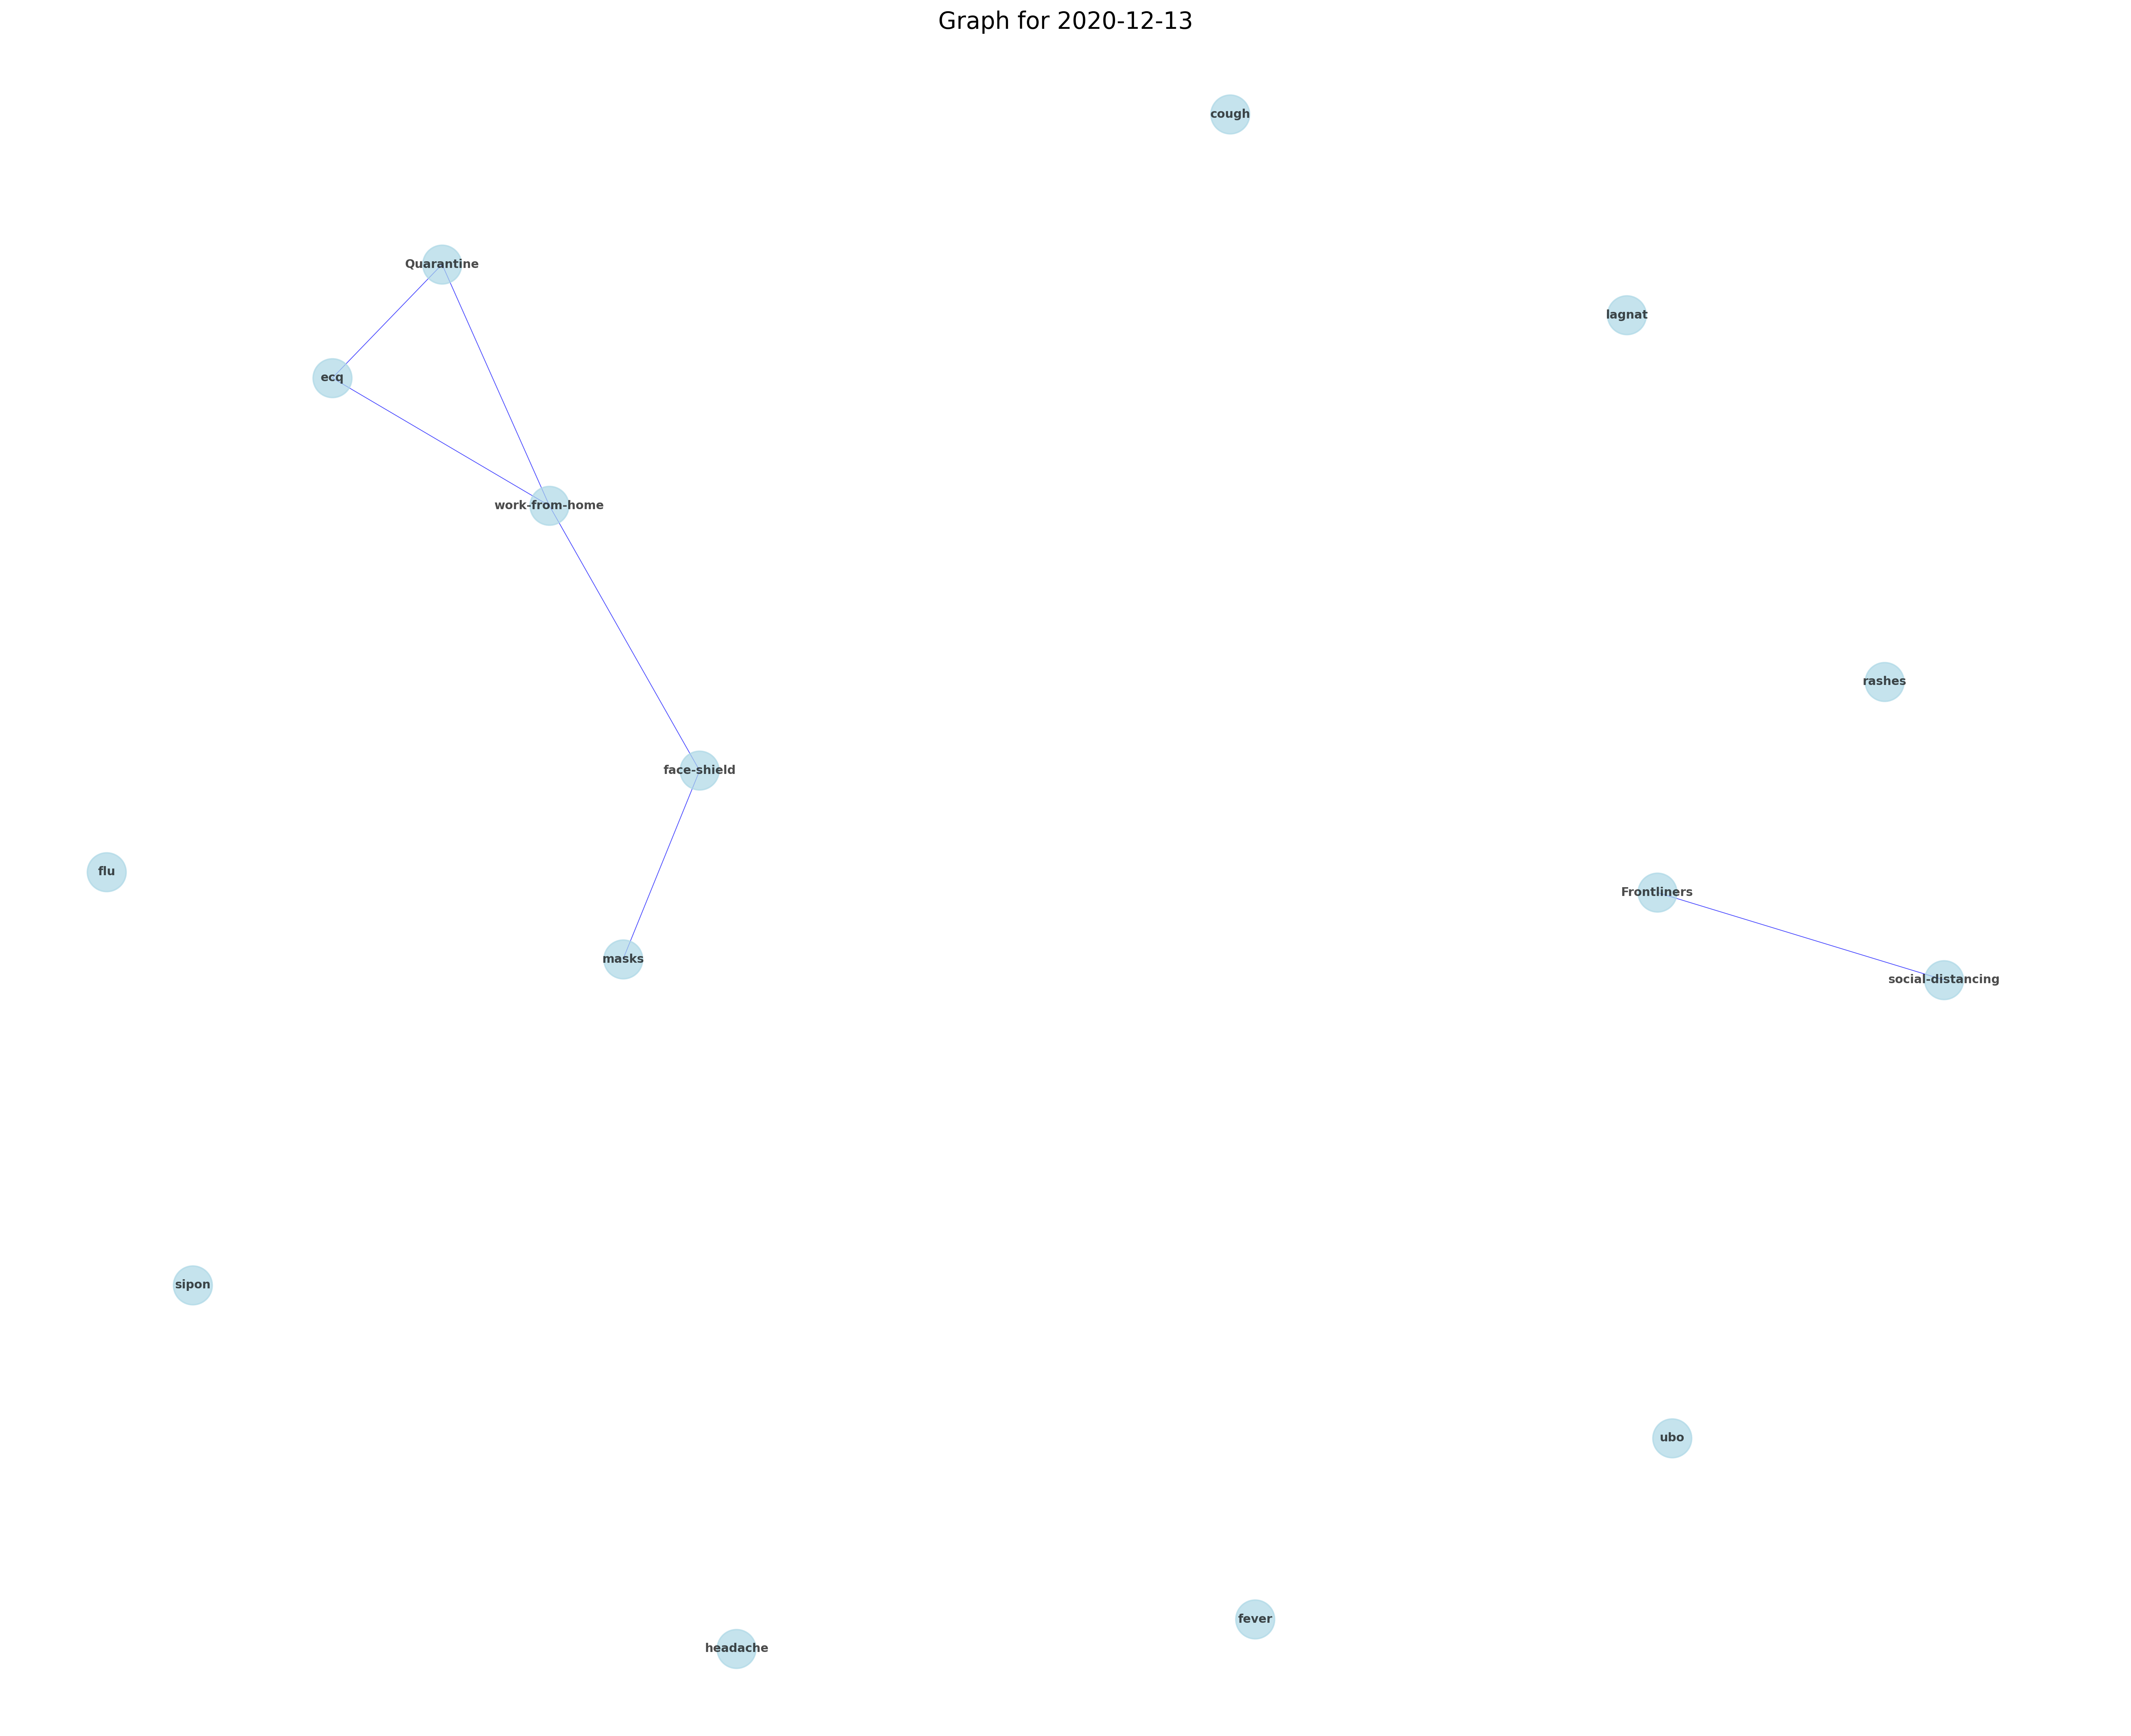 Graph for 2020-12-13
cough
Quarantine
lagnat
ecq
work-from-home
rashes
face-shield
flu
Frontliners
masks
social-distancing
sipon
ubo
fever
headache